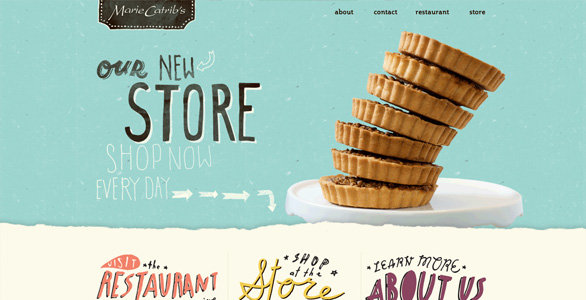 Marie Catrib's
about contact restaurant store
our NEW
STORE
SHOP NOW
EVERY DAY
VISIT the
RESTAURANT
SHOP
at the
Store
LEARN MORE
ABOUT US